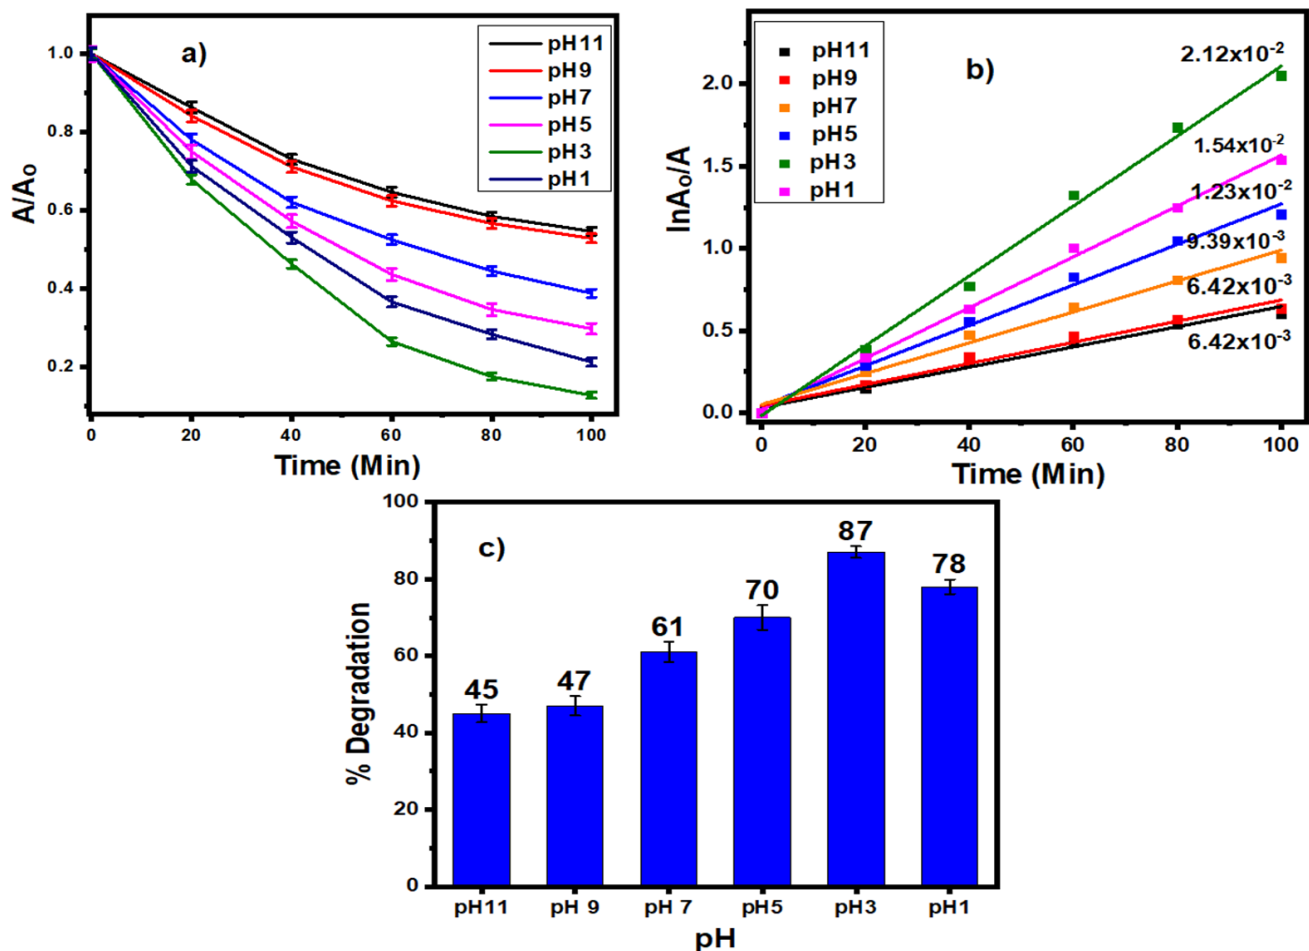 a)
pH11
pH9
pH7
pH5
pH3
pH1
A/A₀
1.0
0.8
0.6
0.4
0.2
0 20 40 60 80 100
Time (Min)
b)
pH11
pH9
pH7
pH5
pH3
pH1
2.12x10⁻²
1.54x10⁻²
1.23x10⁻²
9.39x10⁻³
6.42x10⁻³
6.42x10⁻³
lnA₀/A
2.0
1.5
1.0
0.5
0.0
0 20 40 60 80 100
Time (Min)
c)
% Degradation
100
80
60
40
20
0
45 47 61 70 87 78
pH11 pH 9 pH 7 pH5 pH3 pH1
pH